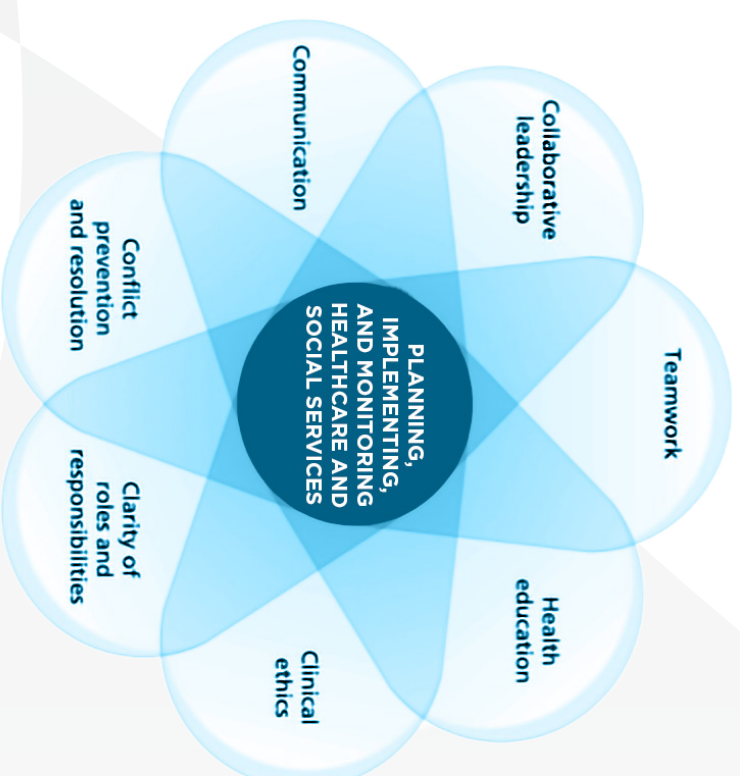 Teamwork
Collaborative
leadership
Health
education
PLANNING,
IMPLEMENTING,
AND MONITORING
HEALTHCARE AND
SOCIAL SERVICES
Communication
Clinical
ethics
Conflict
prevention
and resolution
Clarity of
roles and
responsibilities